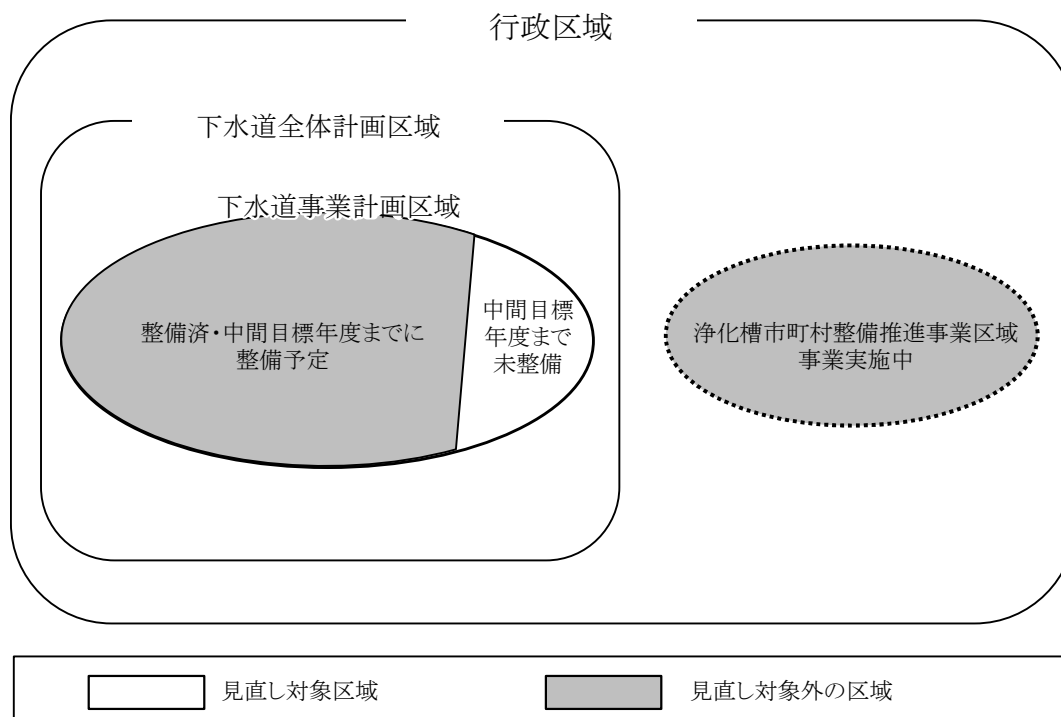 行政区域
下水道全体計画区域
下水道事業計画区域
整備済・中間目標年度までに
整備予定
中間目標
年度まで
未整備
浄化槽市町村整備推進事業区域
事業実施中
見直し対象区域
見直し対象外の区域